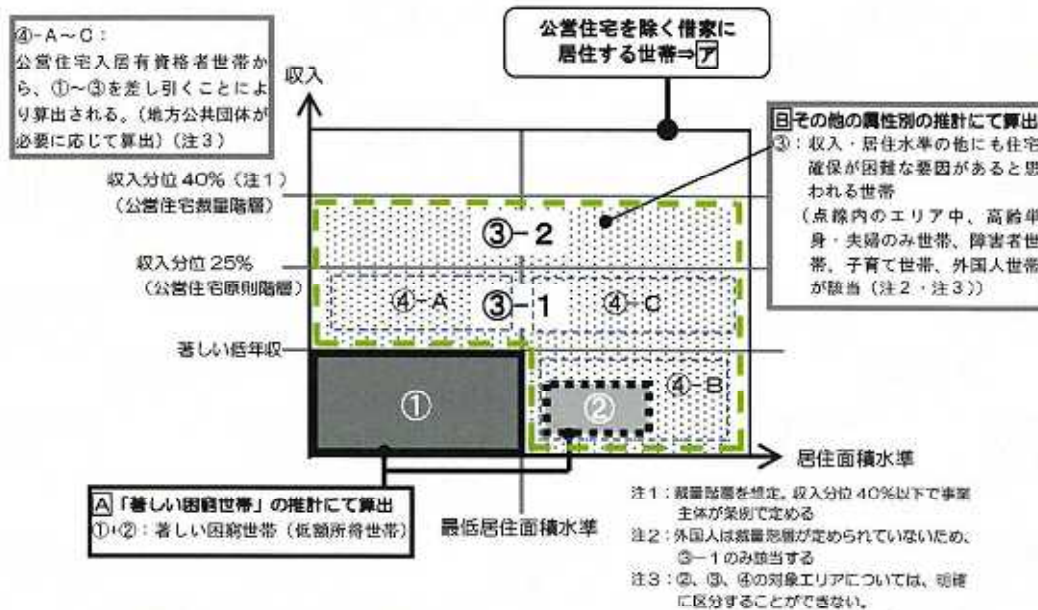 ④-A～C：
公営住宅入居有資格者世帯か
ら、①～③を差し引くことによ
り算出される。（地方公共団体が
必要に応じて算出）（注３）
収入
公営住宅を除く借家に
居住する世帯⇒ア
収入分位 40%（注１）
（公営住宅裁量階層）
収入分位 25%
（公営住宅原則階層）
著しい低年収
Bその他の属性別の推計にて算出
③：収入・居住水準の他にも住宅
確保が困難な要因があると思
われる世帯
（点線内のエリア中、高齢単
身・夫婦のみ世帯、障害者世
帯、子育て世帯、外国人世帯
が該当（注２・注３））
③-2
④-A
③-1
④-C
①
②
④-B
居住面積水準
最低居住面積水準
A「著しい困窮世帯」の推計にて算出
①+②：著しい困窮世帯（低額所得世帯）
注１：裁量階層を想定。収入分位 40%以下で事業
主体が条例で定める
注２：外国人は裁量階層が定められていないため、
③－1 のみ該当する
注３：②、③、④の対象エリアについては、明確
に区分することができない。